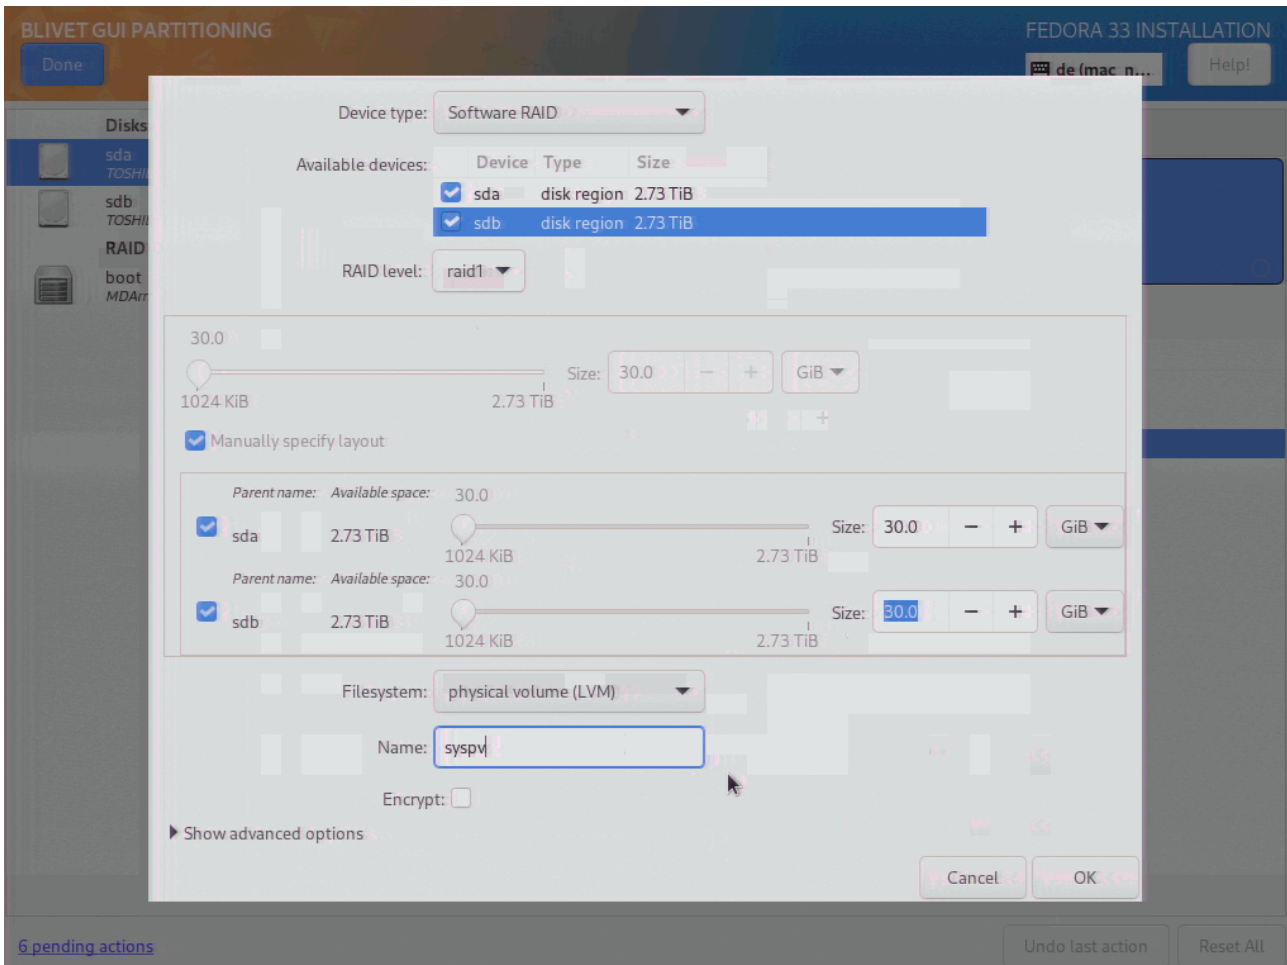 BLIVET GUI PARTITIONING
FEDORA 33 INSTALLATION
Done
de (mac_n...
Help!
Disks
sda
TOSHI
sdb
TOSHI
RAID
boot
MDArr
Device type: Software RAID
Available devices: Device Type Size
sda disk region 2.73 TiB
sdb disk region 2.73 TiB
RAID level: raid1
30.0
Size: 30.0 − + GiB
1024 KiB 2.73 TiB
Manually specify layout
Parent name: Available space: 30.0
sda 2.73 TiB Size: 30.0 − + GiB
1024 KiB 2.73 TiB
Parent name: Available space: 30.0
sdb 2.73 TiB Size: 30.0 − + GiB
1024 KiB 2.73 TiB
Filesystem: physical volume (LVM)
Name: syspv
Encrypt:
Show advanced options
Cancel OK
6 pending actions
Undo last action Reset All